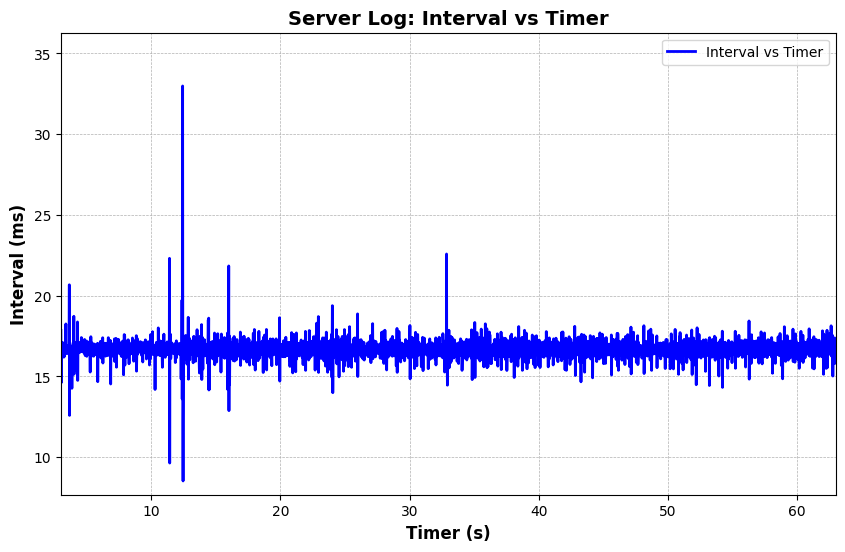 Server Log: Interval vs Timer
Interval vs Timer
35
30
25
20
15
10
Interval (ms)
10 20 30 40 50 60
Timer (s)